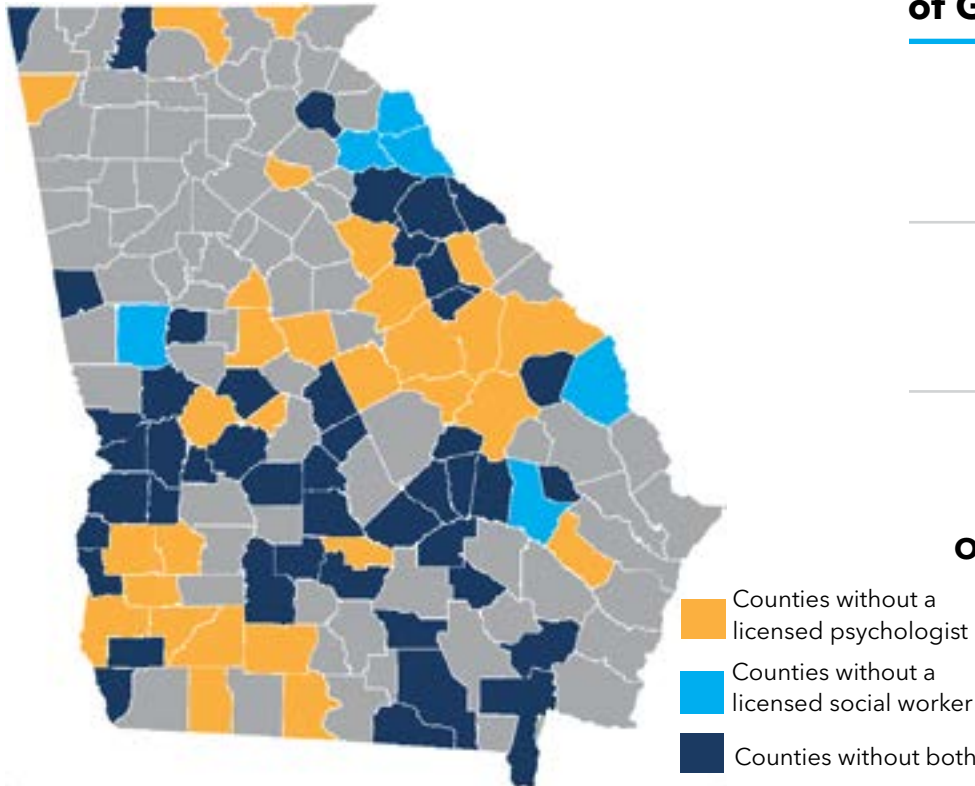 of G
O
Counties without a
licensed psychologist
Counties without a
licensed social worker
Counties without both